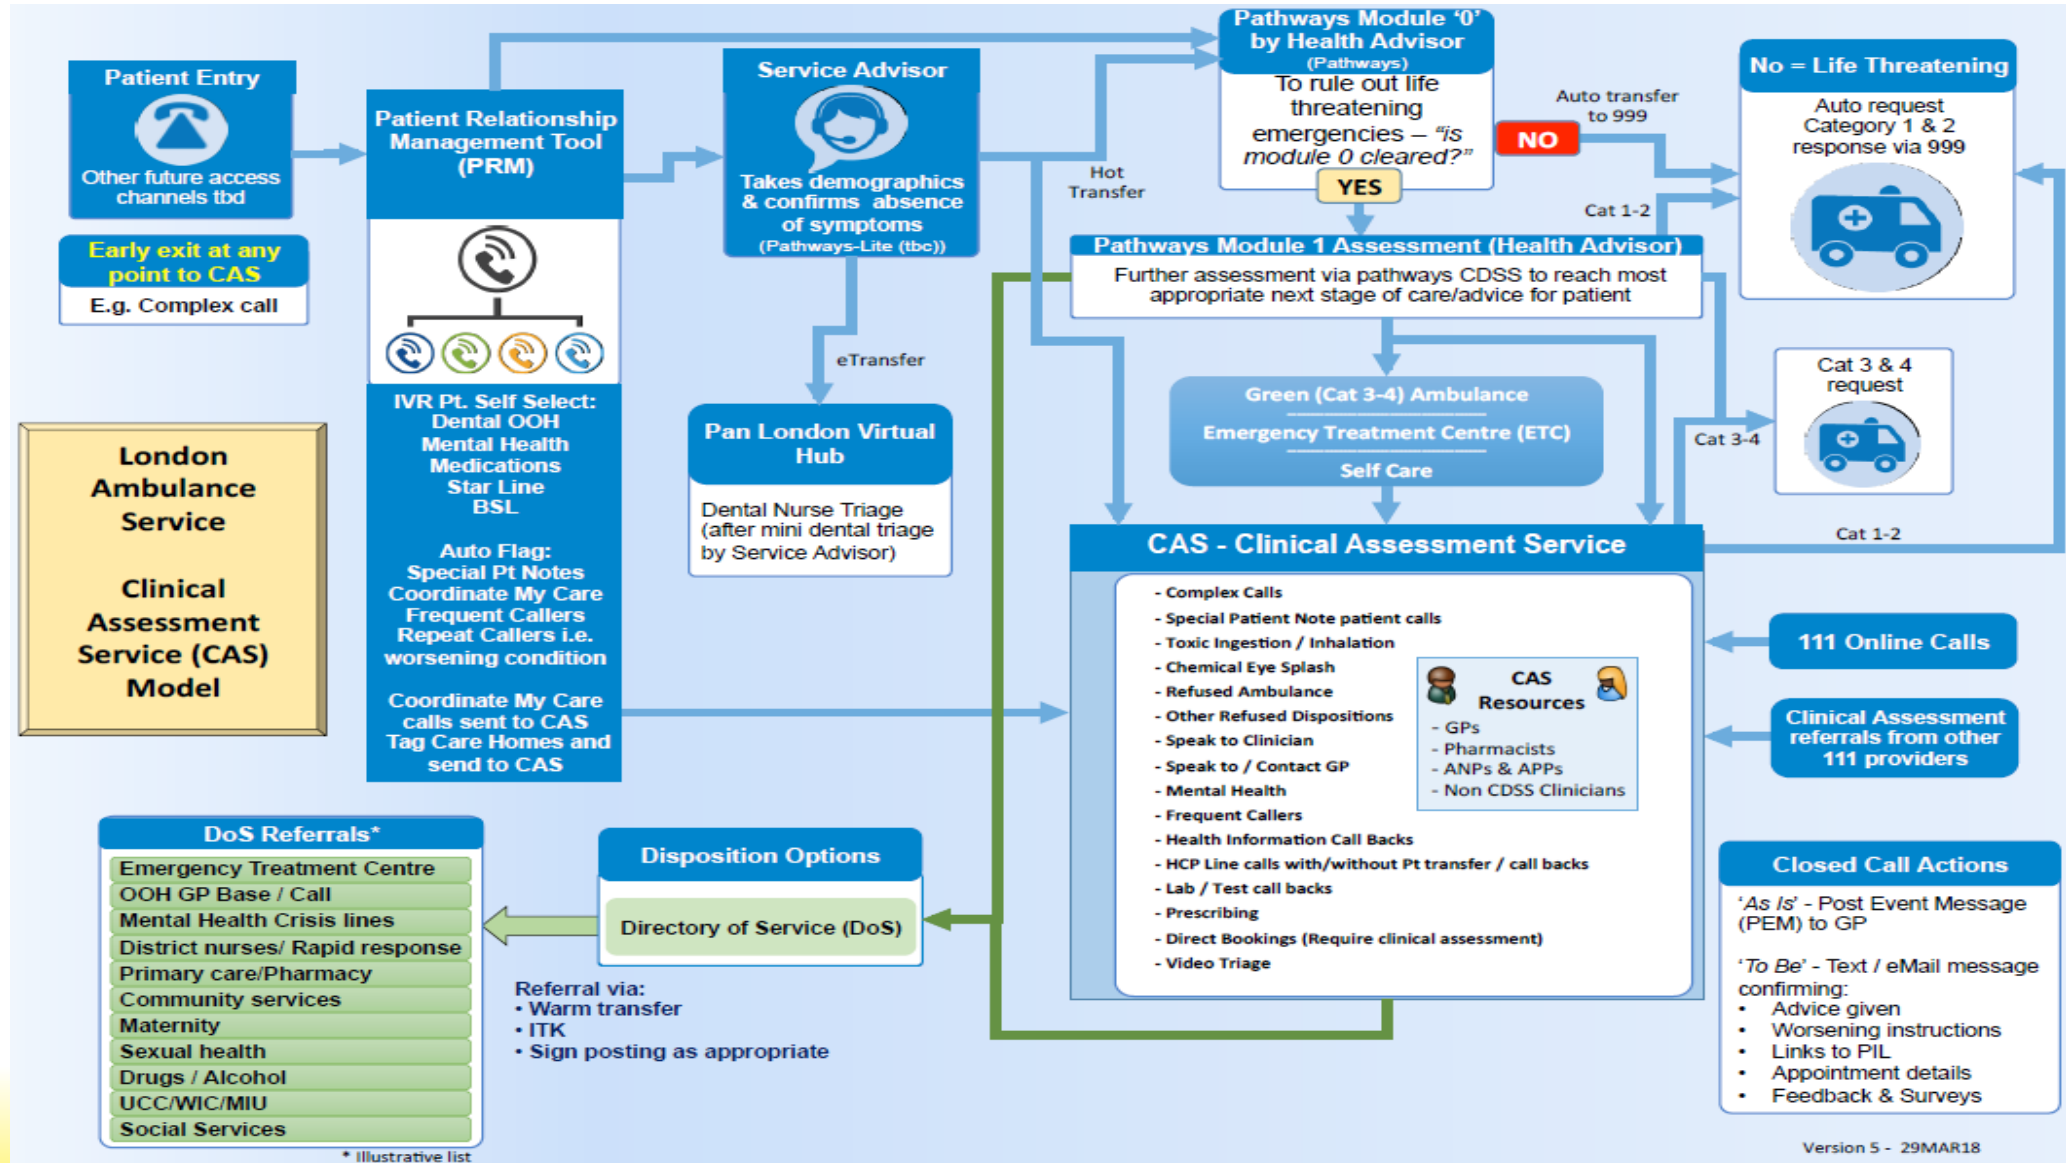 Patient Entry
Other future access
channels tbd
Early exit at any
point to CAS
E.g. Complex call
London
Ambulance
Service
Clinical
Assessment
Service (CAS)
Model
Patient Relationship
Management Tool
(PRM)
IVR Pt. Self Select:
Dental OOH
Mental Health
Medications
Star Line
BSL
Auto Flag:
Special Pt Notes
Coordinate My Care
Frequent Callers
Repeat Callers i.e.
worsening condition
Coordinate My Care
calls sent to CAS
Tag Care Homes and
send to CAS
Service Advisor
Takes demographics
& confirms absence
of symptoms
(Pathways-Lite (tbc))
eTransfer
Pan London Virtual
Hub
Dental Nurse Triage
(after mini dental triage
by Service Advisor)
Hot
Transfer
Pathways Module ‘0’
by Health Advisor
(Pathways)
To rule out life
threatening
emergencies – “is
module 0 cleared?”
YES
NO
Auto transfer
to 999
Cat 1-2
No = Life Threatening
Auto request
Category 1 & 2
response via 999
Pathways Module 1 Assessment (Health Advisor)
Further assessment via pathways CDSS to reach most
appropriate next stage of care/advice for patient
Green (Cat 3-4) Ambulance
Emergency Treatment Centre (ETC)
Self Care
Cat 3-4
Cat 3 & 4
request
Cat 1-2
CAS - Clinical Assessment Service
- Complex Calls
- Special Patient Note patient calls
- Toxic Ingestion / Inhalation
- Chemical Eye Splash
- Refused Ambulance
- Other Refused Dispositions
- Speak to Clinician
- Speak to / Contact GP
- Mental Health
- Frequent Callers
- Health Information Call Backs
- HCP Line calls with/without Pt transfer / call backs
- Lab / Test call backs
- Prescribing
- Direct Bookings (Require clinical assessment)
- Video Triage
CAS
Resources
- GPs
- Pharmacists
- ANPs & APPs
- Non CDSS Clinicians
111 Online Calls
Clinical Assessment
referrals from other
111 providers
DoS Referrals*
Emergency Treatment Centre
OOH GP Base / Call
Mental Health Crisis lines
District nurses/ Rapid response
Primary care/Pharmacy
Community services
Maternity
Sexual health
Drugs / Alcohol
UCC/WIC/MIU
Social Services
* Illustrative list
Disposition Options
Directory of Service (DoS)
Referral via:
• Warm transfer
• ITK
• Sign posting as appropriate
Closed Call Actions
‘As Is’ - Post Event Message
(PEM) to GP
‘To Be’ - Text / eMail message
confirming:
• Advice given
• Worsening instructions
• Links to PIL
• Appointment details
• Feedback & Surveys
Version 5 - 29MAR18